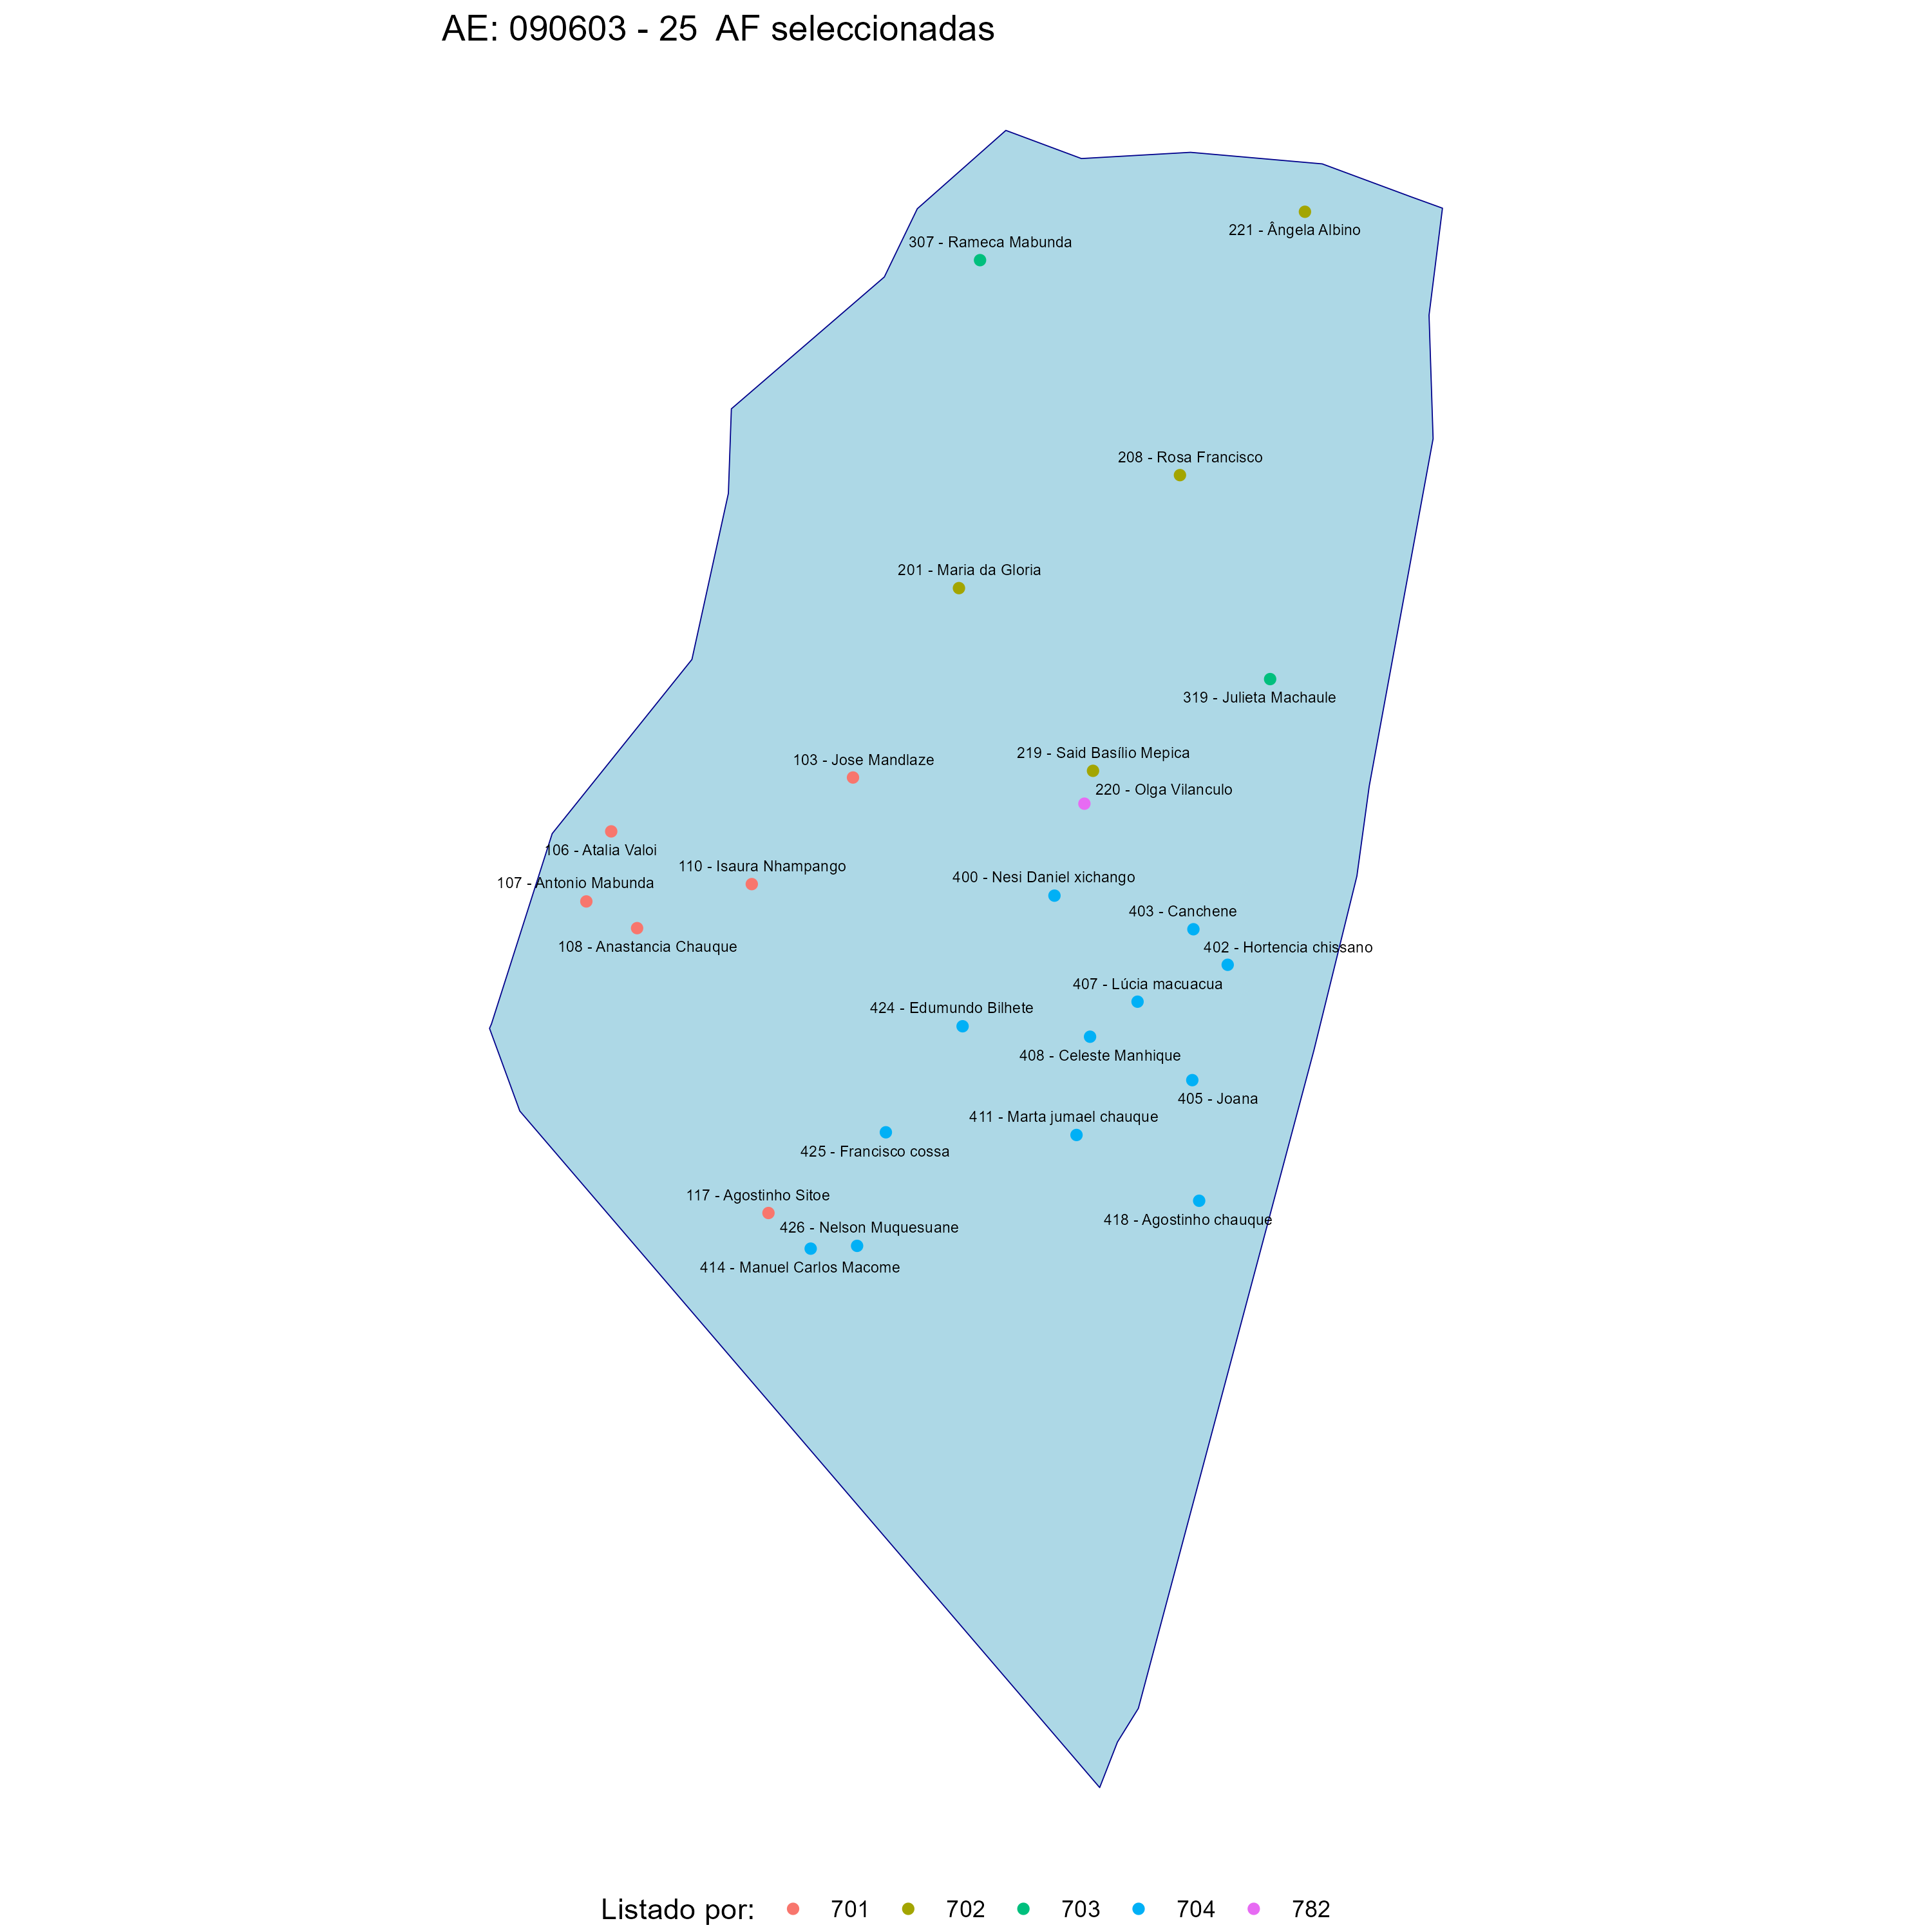 AE: 090603 - 25  AF seleccionadas
221 - Ângela Albino
307 - Rameca Mabunda
208 - Rosa Francisco
201 - Maria da Gloria
319 - Julieta Machaule
219 - Said Basílio Mepica
103 - Jose Mandlaze
220 - Olga Vilanculo
106 - Atalia Valoi
110 - Isaura Nhampango
400 - Nesi Daniel xichango
107 - Antonio Mabunda
403 - Canchene
108 - Anastancia Chauque
402 - Hortencia chissano
407 - Lúcia macuacua
424 - Edumundo Bilhete
408 - Celeste Manhique
405 - Joana
411 - Marta jumael chauque
425 - Francisco cossa
117 - Agostinho Sitoe
418 - Agostinho chauque
426 - Nelson Muquesuane
414 - Manuel Carlos Macome
Listado por: 701 702 703 704 782